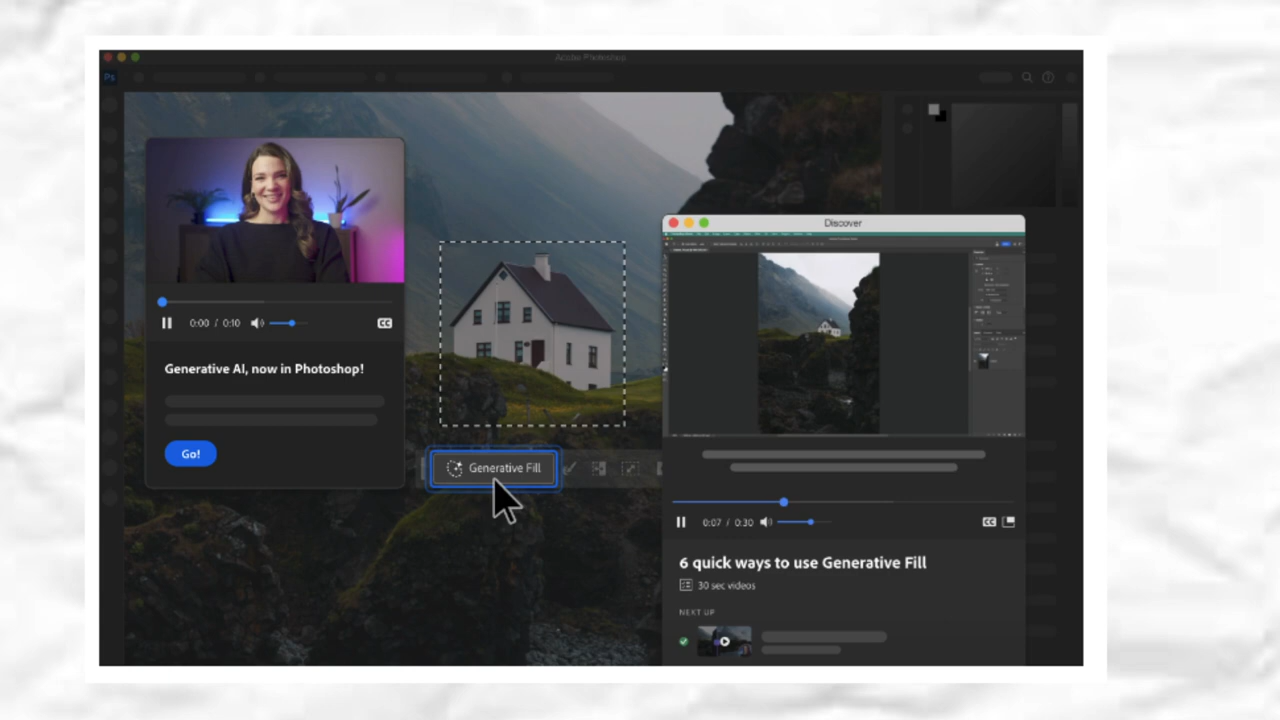 Adobe Photoshop
Ps
Discover
0:00 / 0:10
CC
Generative AI, now in Photoshop!
Go!
Generative Fill
0:07 / 0:30
CC
6 quick ways to use Generative Fill
30 sec videos
NEXT UP